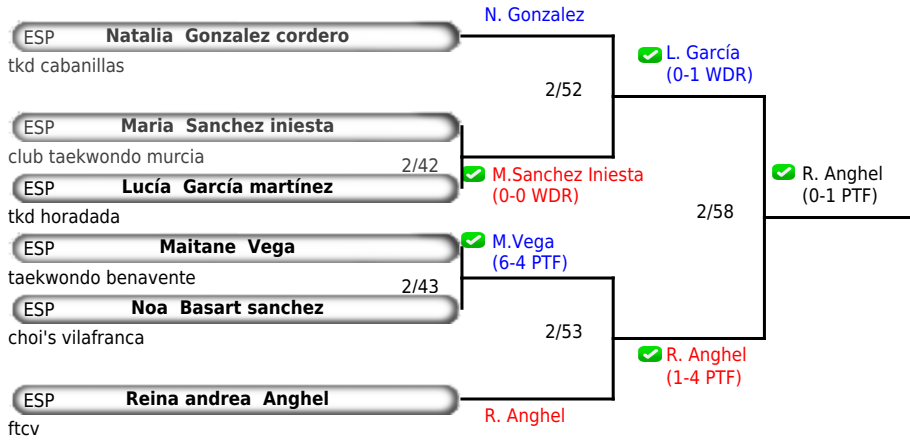 N. Gonzalez
ESP Natalia Gonzalez cordero
tkd cabanillas
L. García
(0-1 WDR)
2/52
ESP Maria Sanchez iniesta
club taekwondo murcia
2/42
M.Sanchez Iniesta
(0-0 WDR)
ESP Lucía García martínez
tkd horadada
R. Anghel
(0-1 PTF)
2/58
ESP Maitane Vega
taekwondo benavente
M.Vega
(6-4 PTF)
2/43
ESP Noa Basart sanchez
choi's vilafranca
2/53
R. Anghel
(1-4 PTF)
ESP Reina andrea Anghel
ftcv
R. Anghel